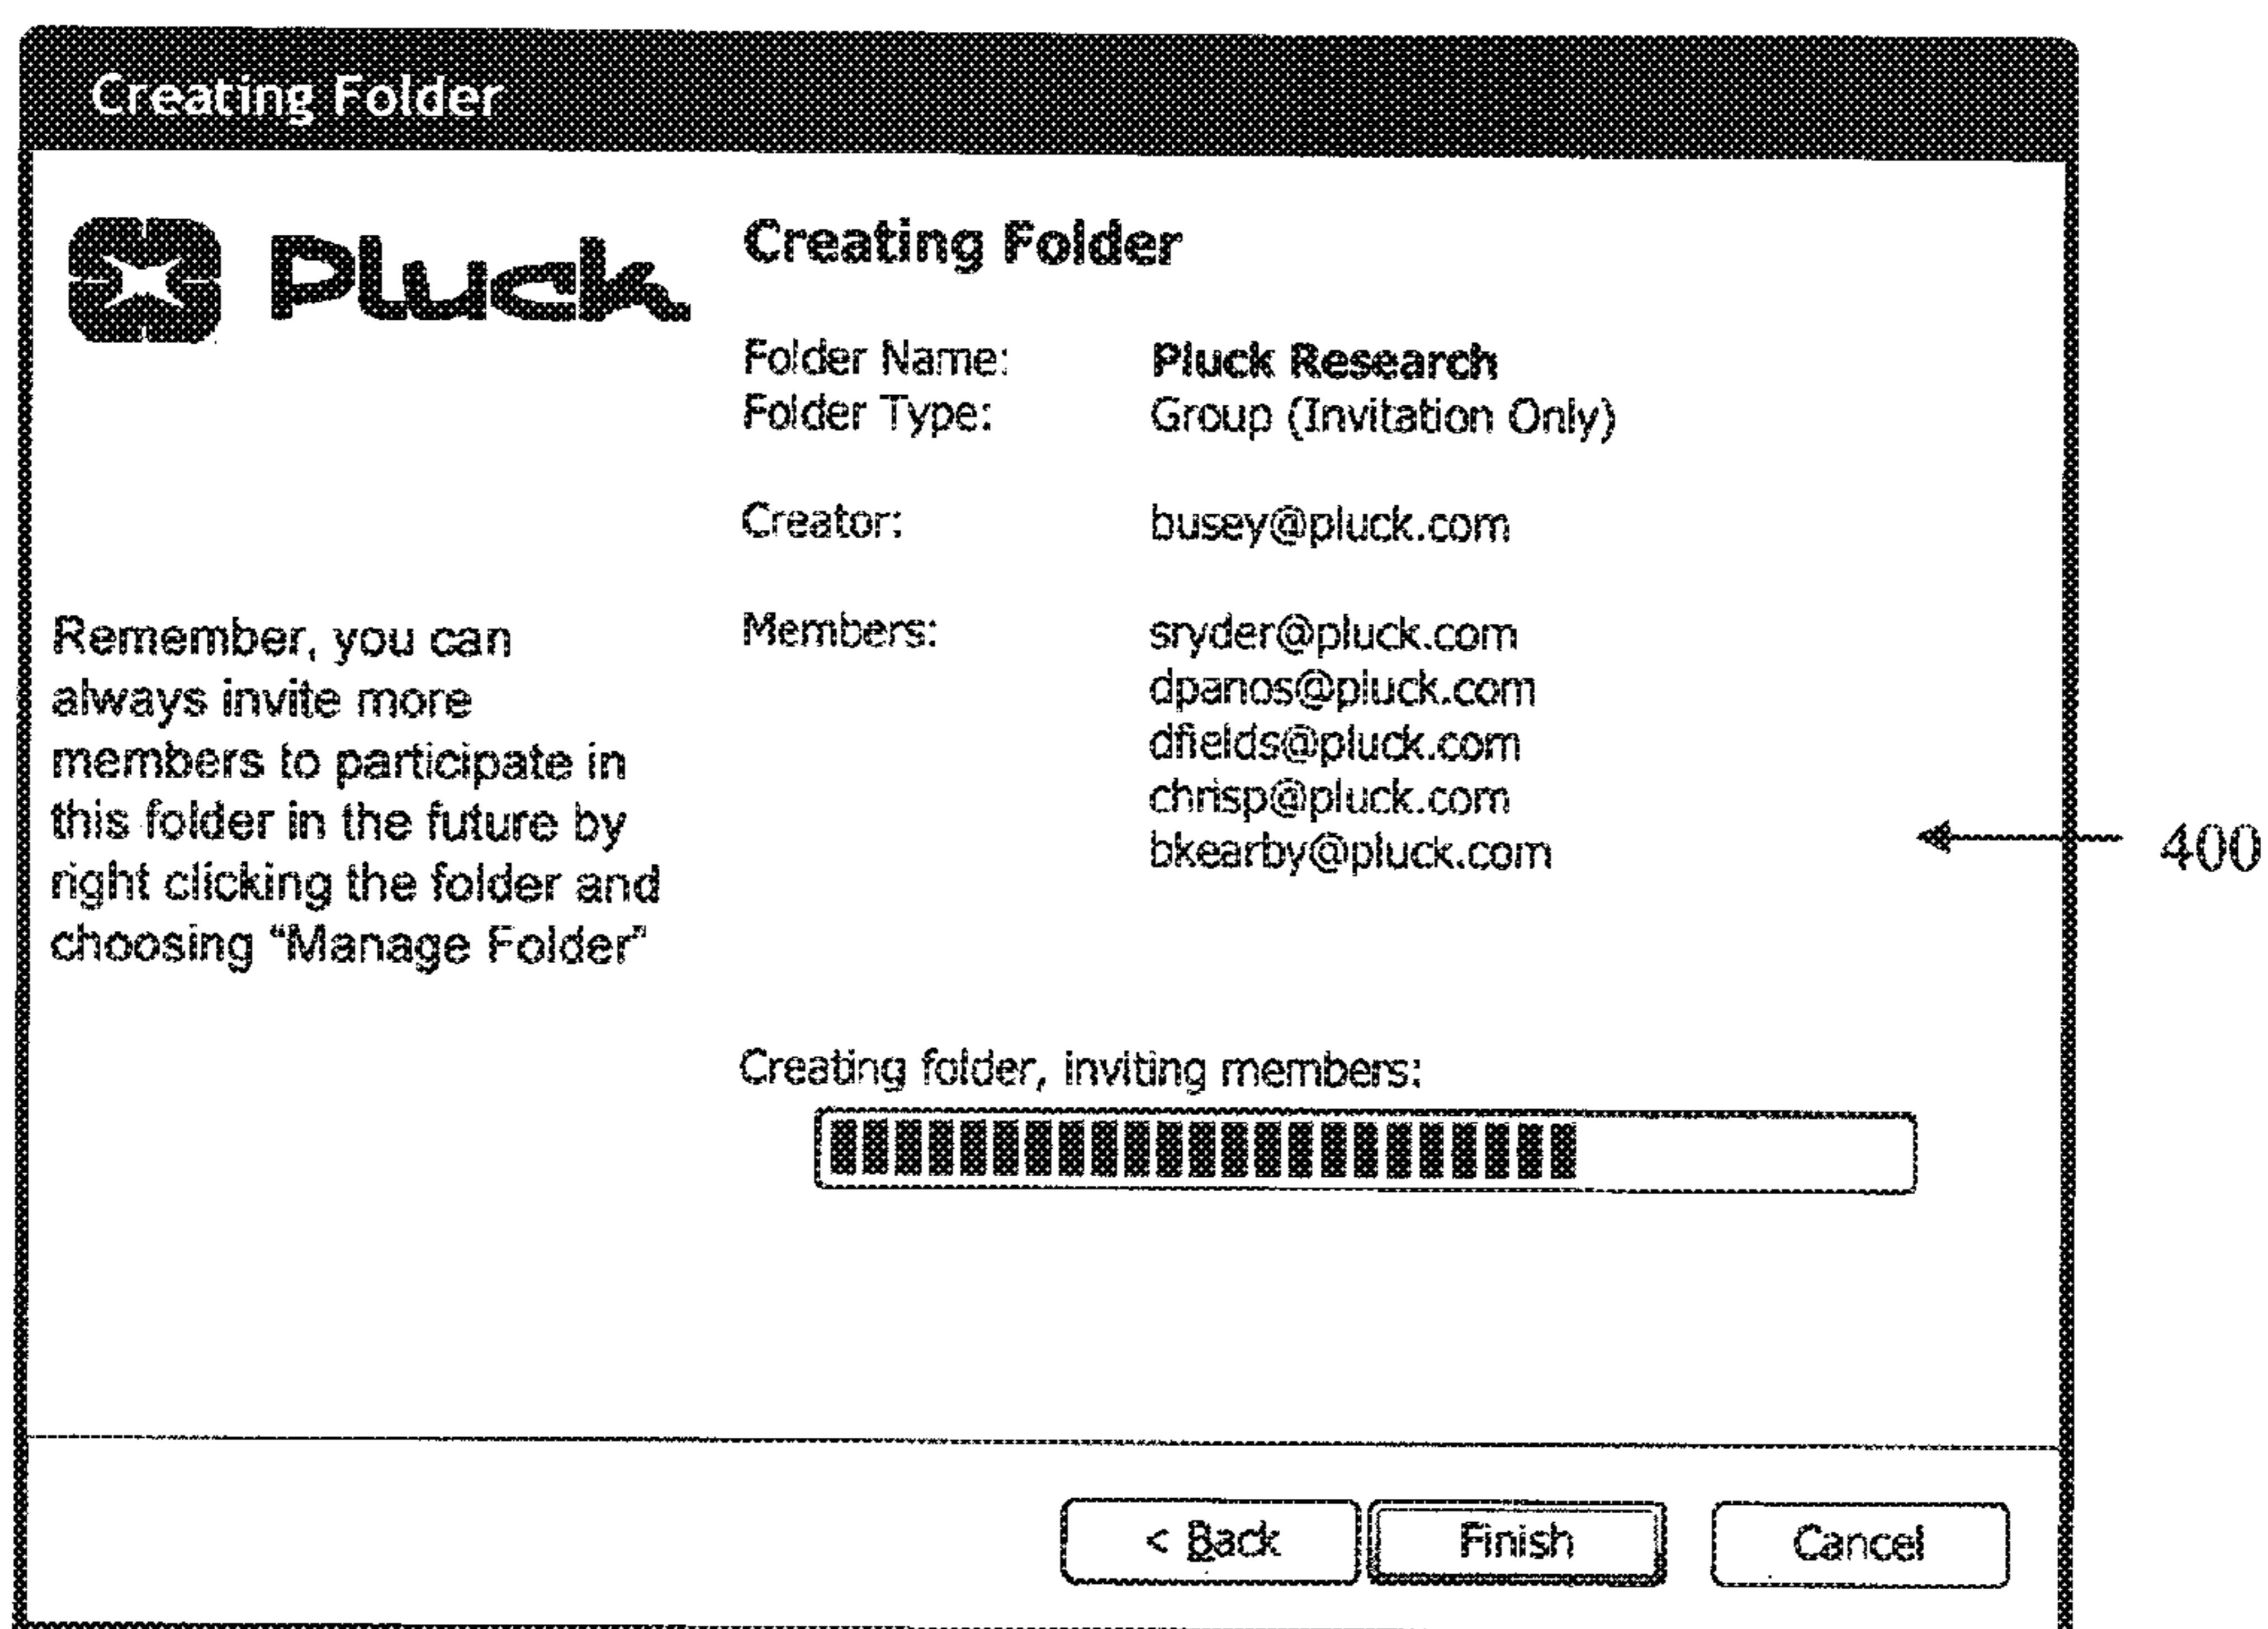 Creating Folder
Pluck
Creating Folder
Folder Name: Pluck Research
Folder Type: Group (Invitation Only)
Creator: busey@pluck.com
Members: sryder@pluck.com
dpanos@pluck.com
dfields@pluck.com
chrisp@pluck.com
bkearby@pluck.com
Remember, you can
always invite more
members to participate in
this folder in the future by
right clicking the folder and
choosing “Manage Folder”
400
Creating folder, inviting members:
< Back Finish Cancel